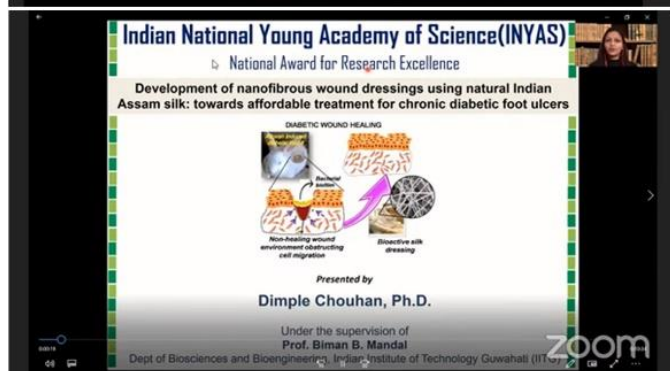 Indian National Young Academy of Science(INYAS)
National Award for Research Excellence
Development of nanofibrous wound dressings using natural Indian
Assam silk: towards affordable treatment for chronic diabetic foot ulcers
DIABETIC WOUND HEALING
Bacterial
Non-healing wound
environment obstructing
cell migration
Bioactive silk
dressing
Presented by
Dimple Chouhan, Ph.D.
Under the supervision of
Prof. Biman B. Mandal
Dept of Biosciences and Bioengineering, Indian Institute of Technology Guwahati (IITG)
zoom